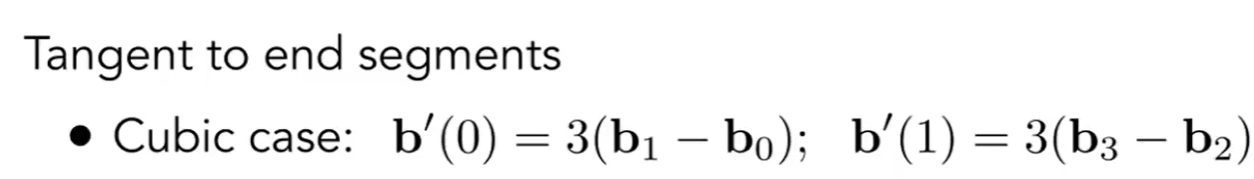 Tangent to end segments
• Cubic case: b′(0) = 3(b₁ − b₀); b′(1) = 3(b₃ − b₂)